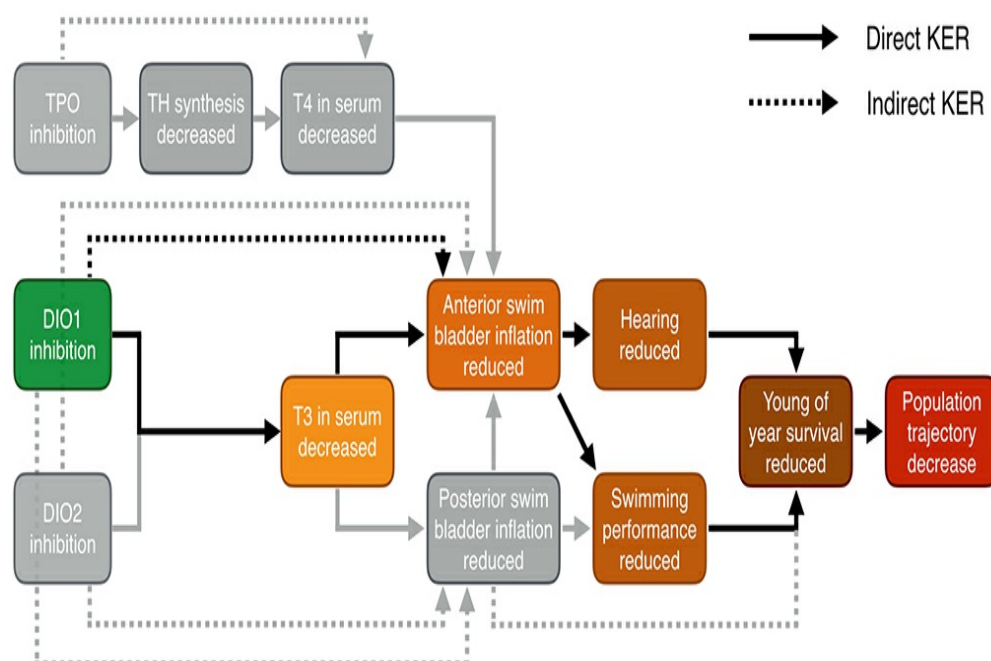 Direct KER
Indirect KER
TPO
inhibition
TH synthesis
decreased
T4 in serum
decreased
DIO1
inhibition
DIO2
inhibition
T3 in serum
decreased
Anterior swim
bladder inflation
reduced
Posterior swim
bladder inflation
reduced
Hearing
reduced
Swimming
performance
reduced
Young of
year survival
reduced
Population
trajectory
decrease